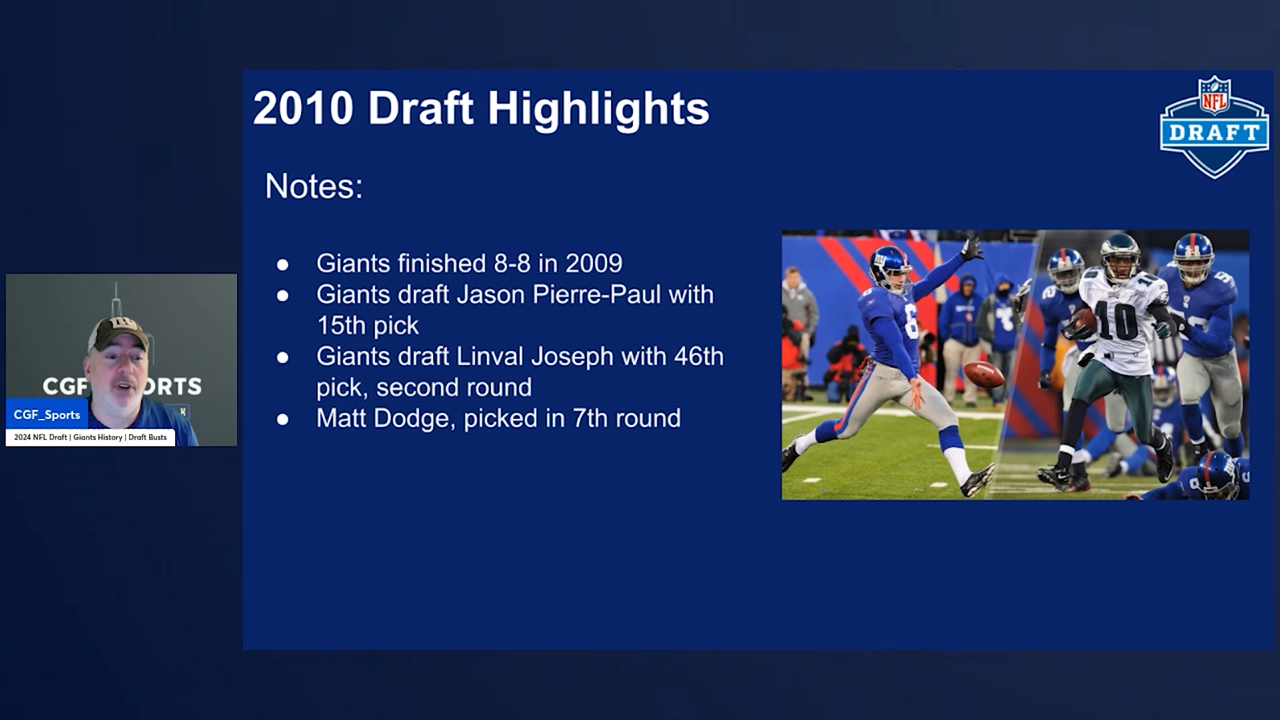 2010 Draft Highlights
NFL
DRAFT
Notes:
● Giants finished 8-8 in 2009
● Giants draft Jason Pierre-Paul with
15th pick
● Giants draft Linval Joseph with 46th
pick, second round
● Matt Dodge, picked in 7th round
6
10
CGF_Sports
2024 NFL Draft | Giants History | Draft Busts